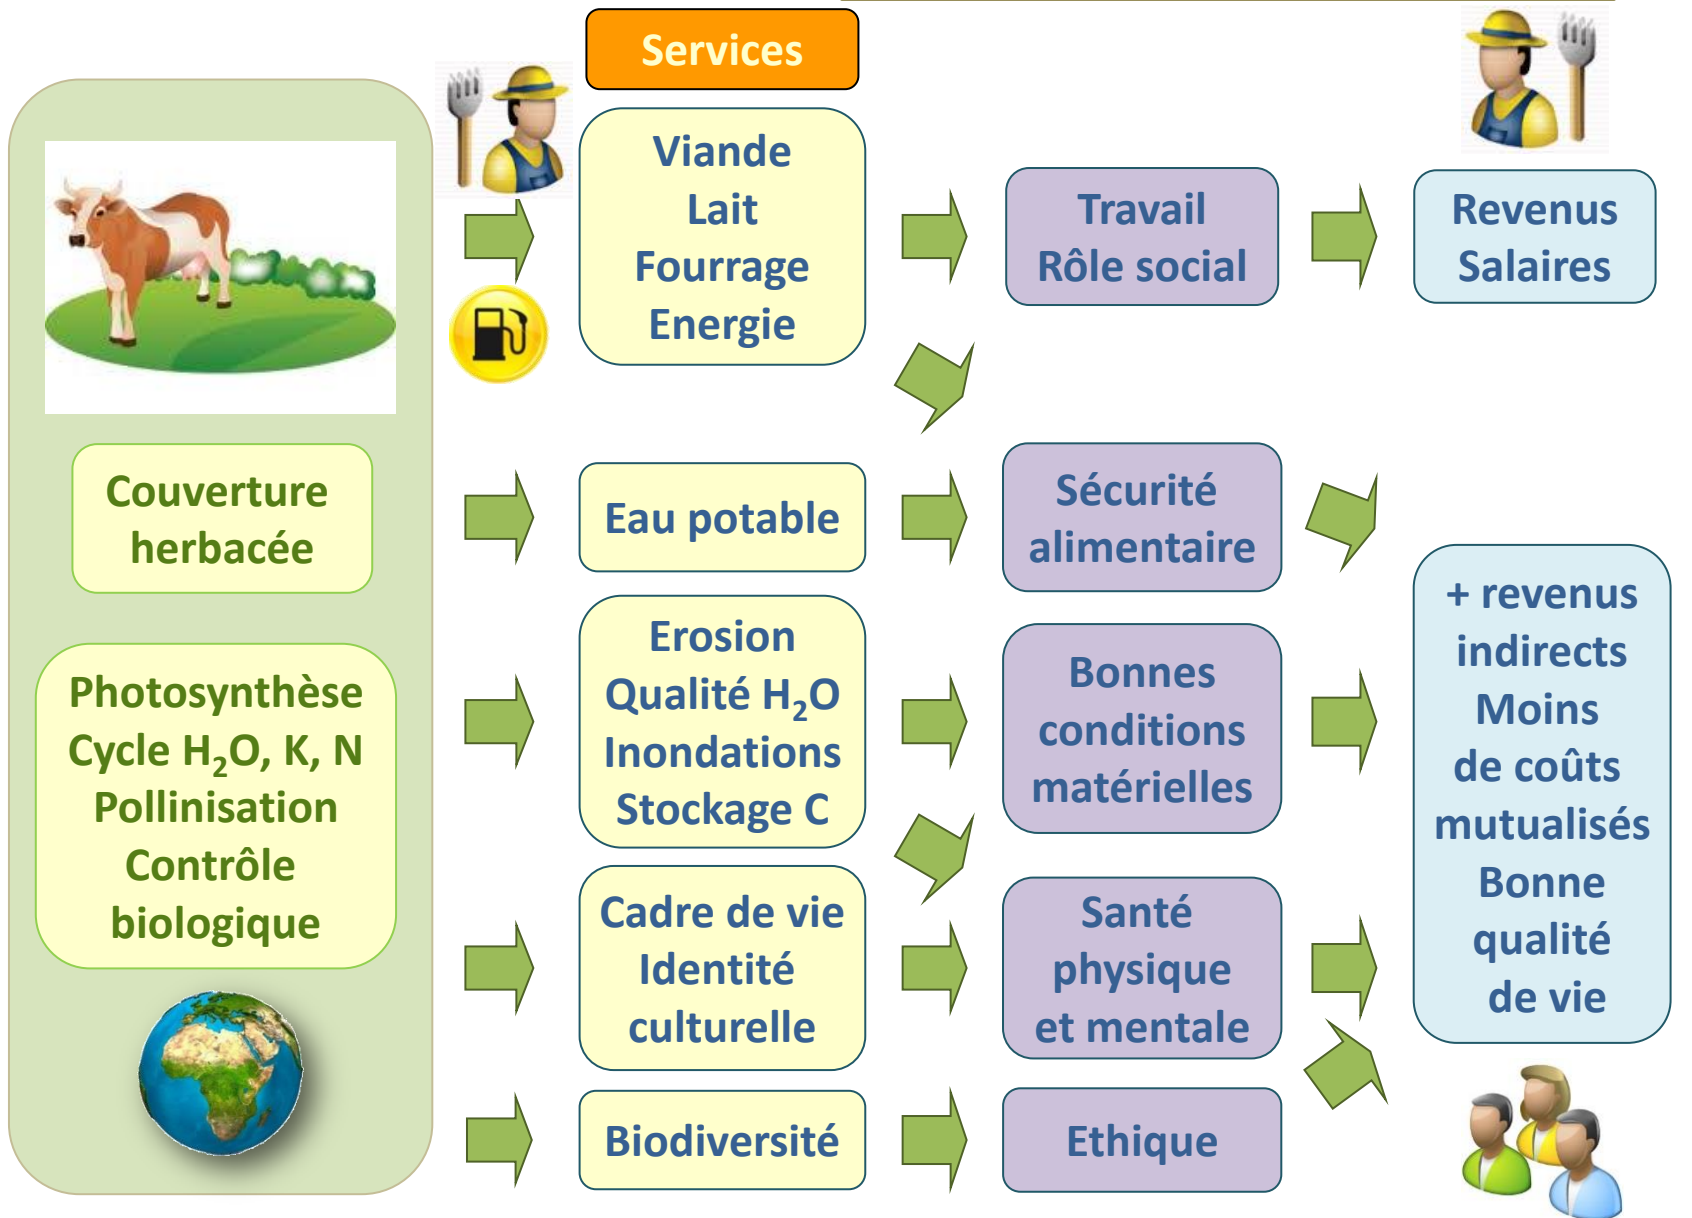 Services
Couverture
herbacée
Photosynthèse
Cycle H₂O, K, N
Pollinisation
Contrôle
biologique
Viande
Lait
Fourrage
Energie
Eau potable
Erosion
Qualité H₂O
Inondations
Stockage C
Cadre de vie
Identité
culturelle
Biodiversité
Travail
Rôle social
Sécurité
alimentaire
Bonnes
conditions
matérielles
Santé
physique
et mentale
Ethique
Revenus
Salaires
+ revenus
indirects
Moins
de coûts
mutualisés
Bonne
qualité
de vie